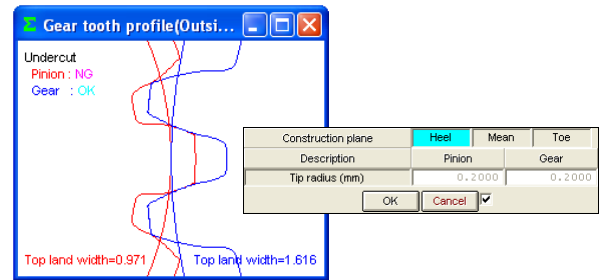 Σ Gear tooth profile(Outsi...
Undercut
Pinion : NG
Gear : OK
Top land width=0.971
Top land width=1.616
Construction plane Heel Mean Toe
Description Pinion Gear
Tip radius (mm) 0.2000 0.2000
OK Cancel